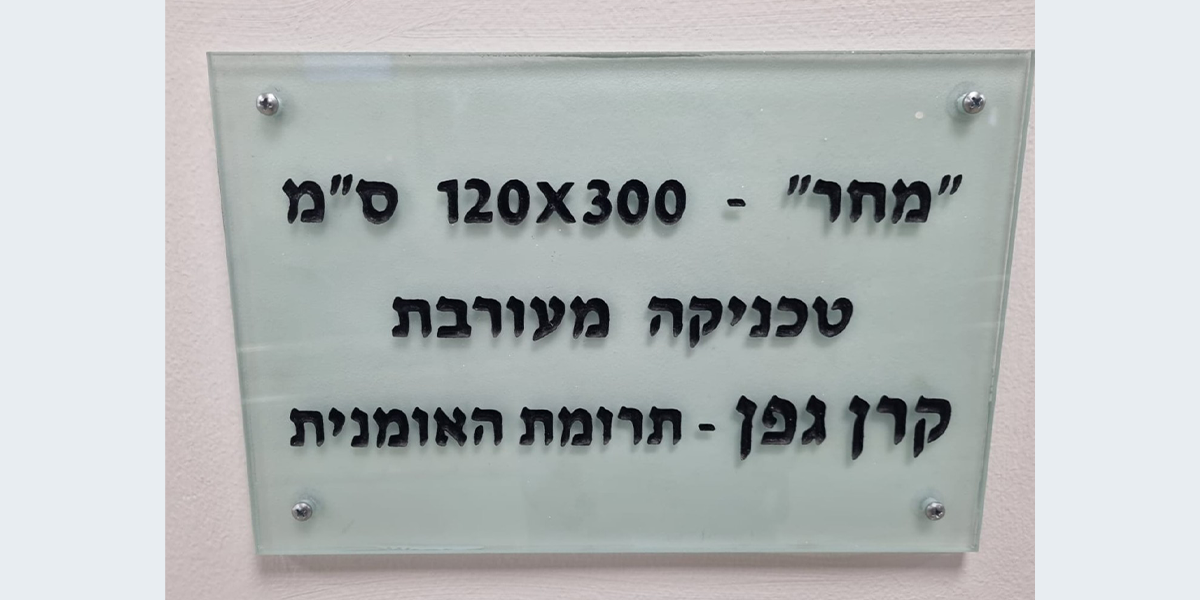 "מחר" - 120X300 ס"מ
טכניקה מעורבת
קרן גפן - תרומת האומנית